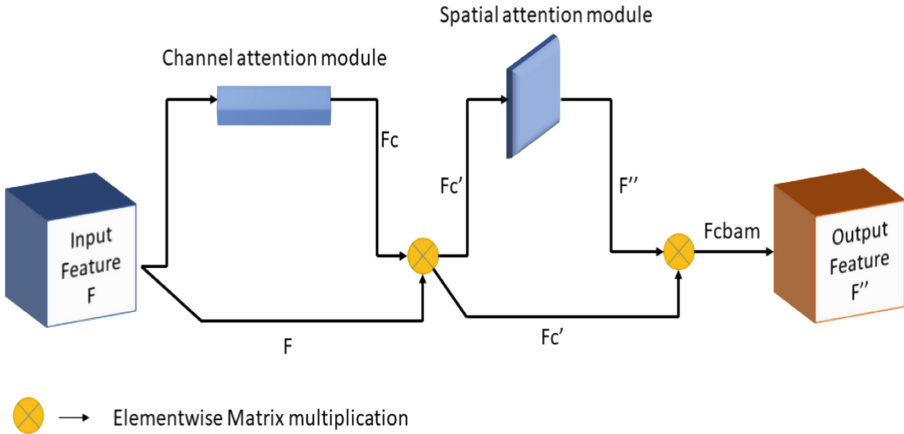 Spatial attention module
Channel attention module
Fc
Fc’
F’’
Fcbam
Input
Feature
F
Output
Feature
F’’
F
Fc’
Elementwise Matrix multiplication